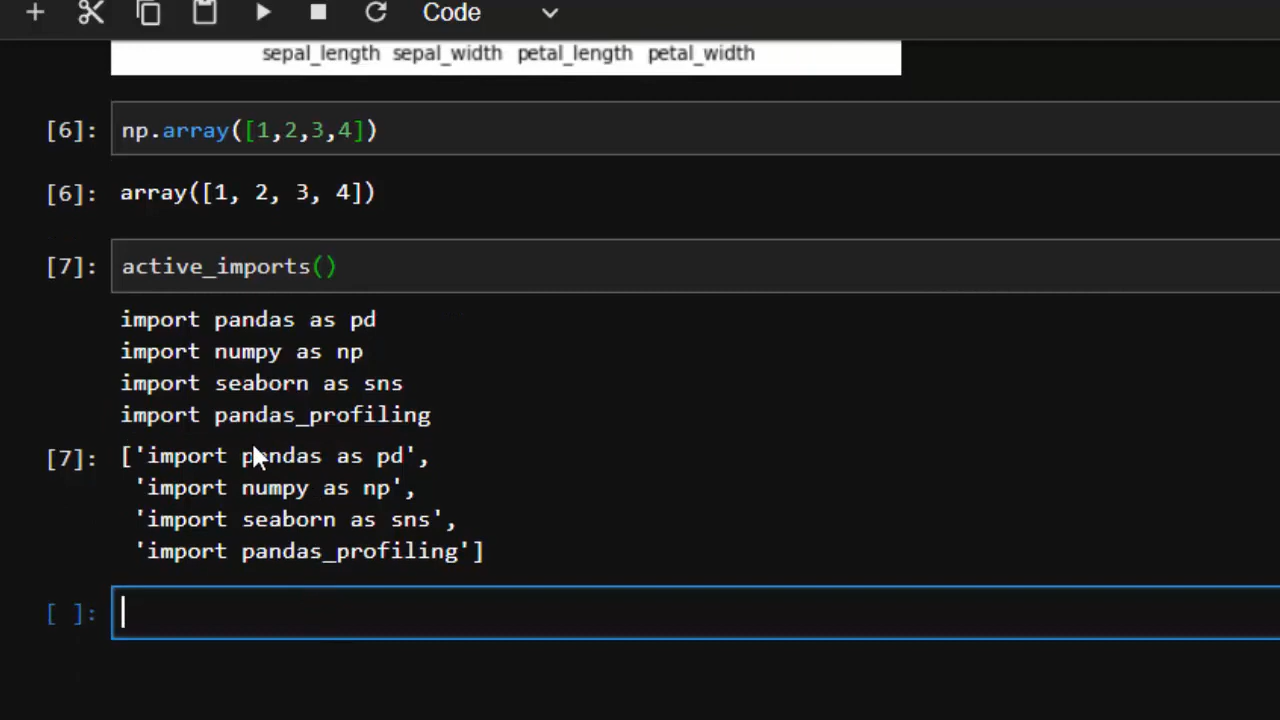 Code
sepal_length sepal_width petal_length petal_width
[6]: np.array([1,2,3,4])
[6]: array([1, 2, 3, 4])
[7]: active_imports()
import pandas as pd
import numpy as np
import seaborn as sns
import pandas_profiling
[7]: ['import pandas as pd',
'import numpy as np',
'import seaborn as sns',
'import pandas_profiling']
[ ]: